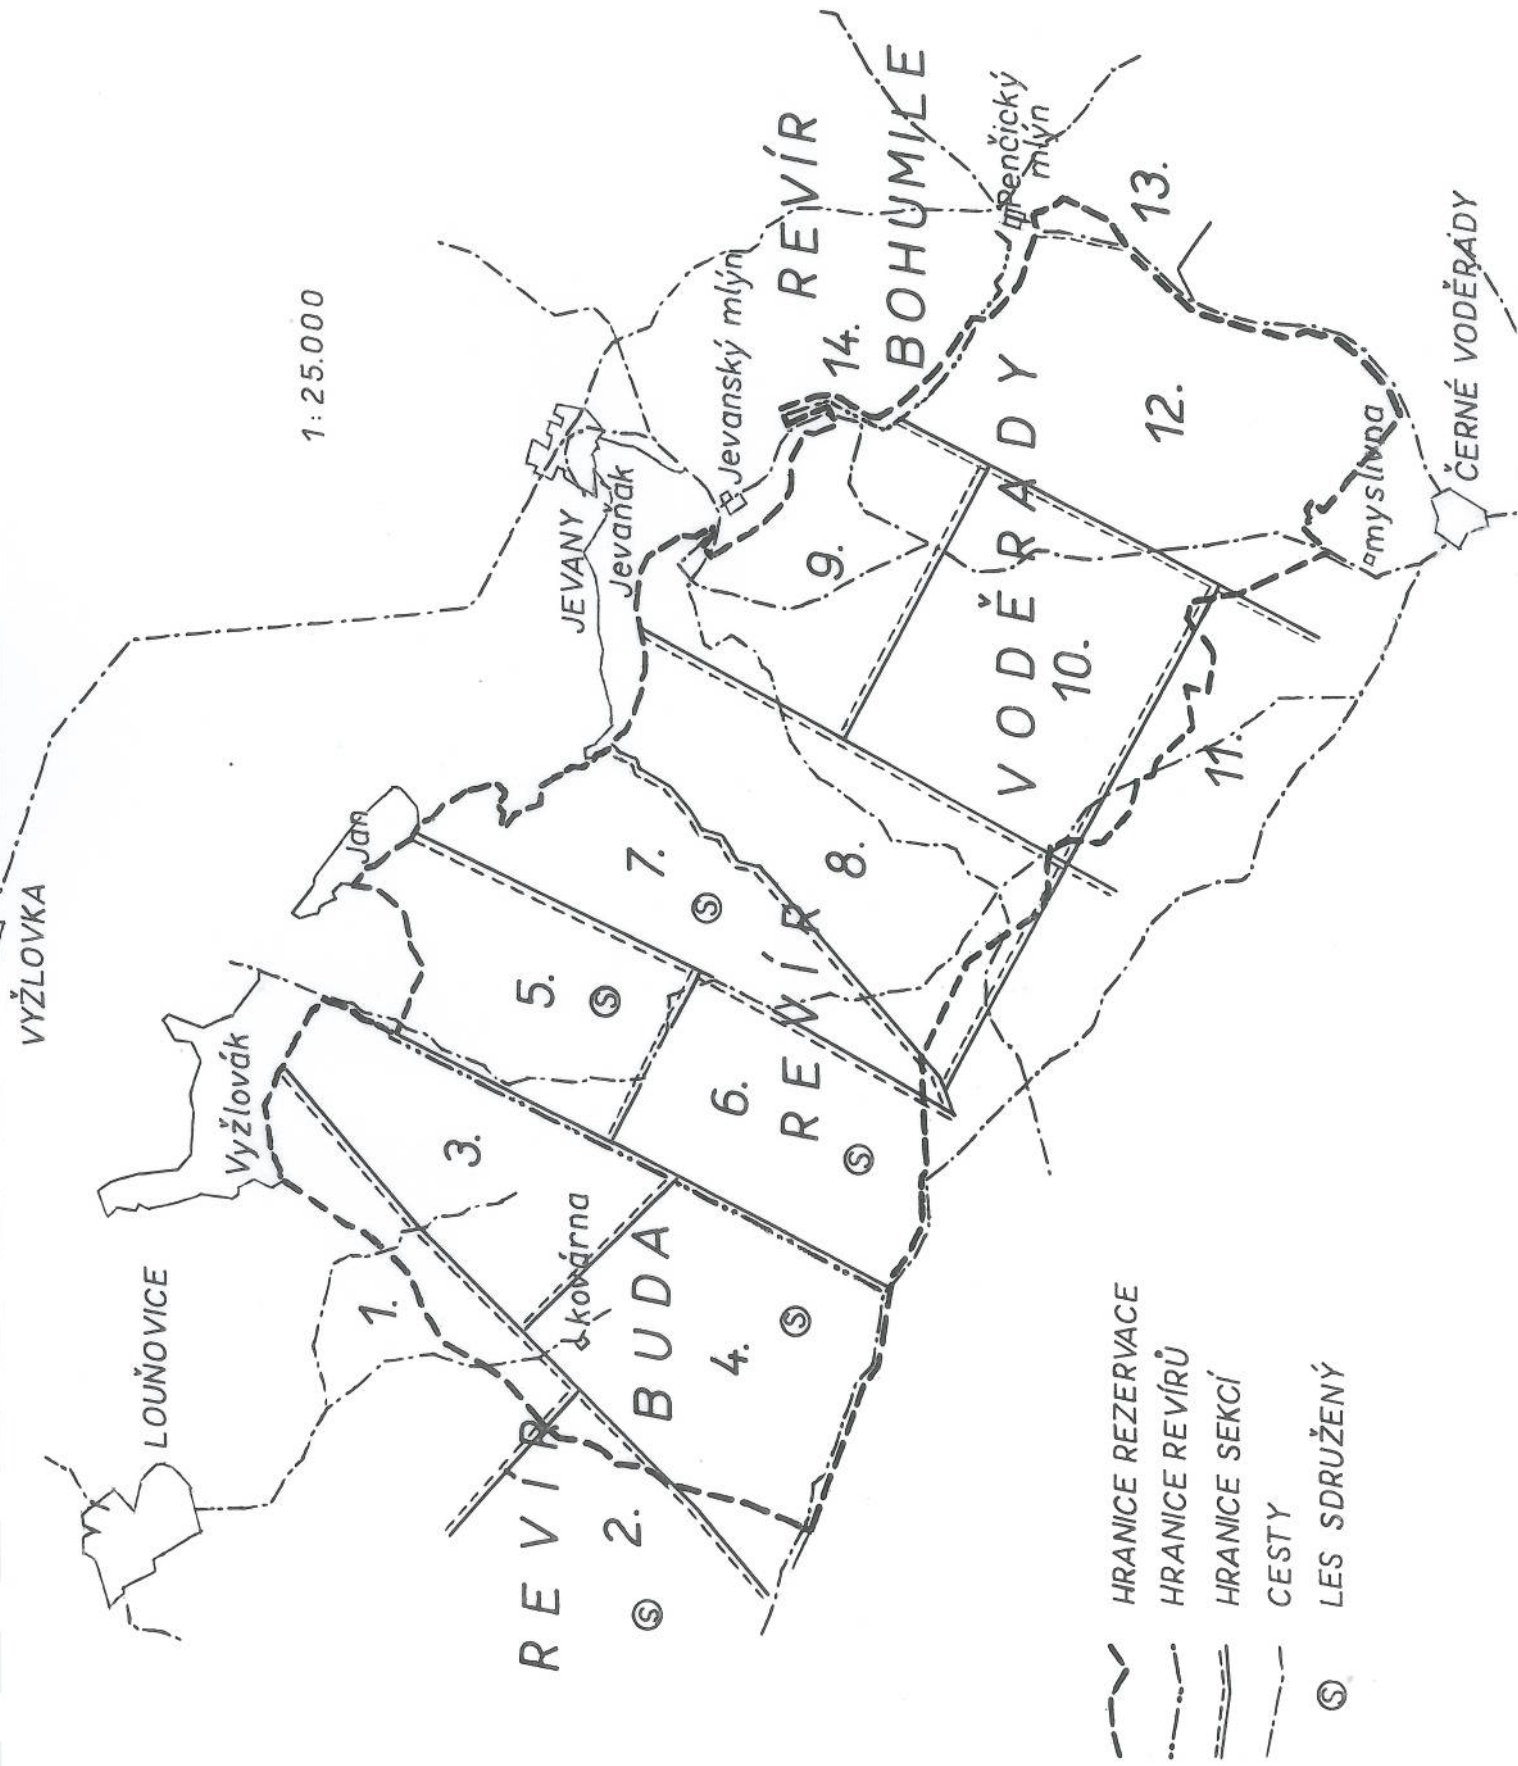 VYŽLOVKA
1:25.000
LOUŇOVICE
Vyžlovák
Jan
JEVANY
Jevaňák
Jevanský mlýn
REVÍR
BOHUMILE
Penčický
mlýn
1.
2.
Ⓢ
3.
4.
Ⓢ
5.
Ⓢ
6.
Ⓢ
7.
Ⓢ
8.
9.
10.
11.
12.
13.
14.
kovárna
REVÍR
BUDA
REVÍR
VODĚRADY
myslivna
ČERNÉ VODĚRADY
HRANICE REZERVACE
HRANICE REVÍRŮ
HRANICE SEKCÍ
CESTY
Ⓢ LES SDRUŽENÝ